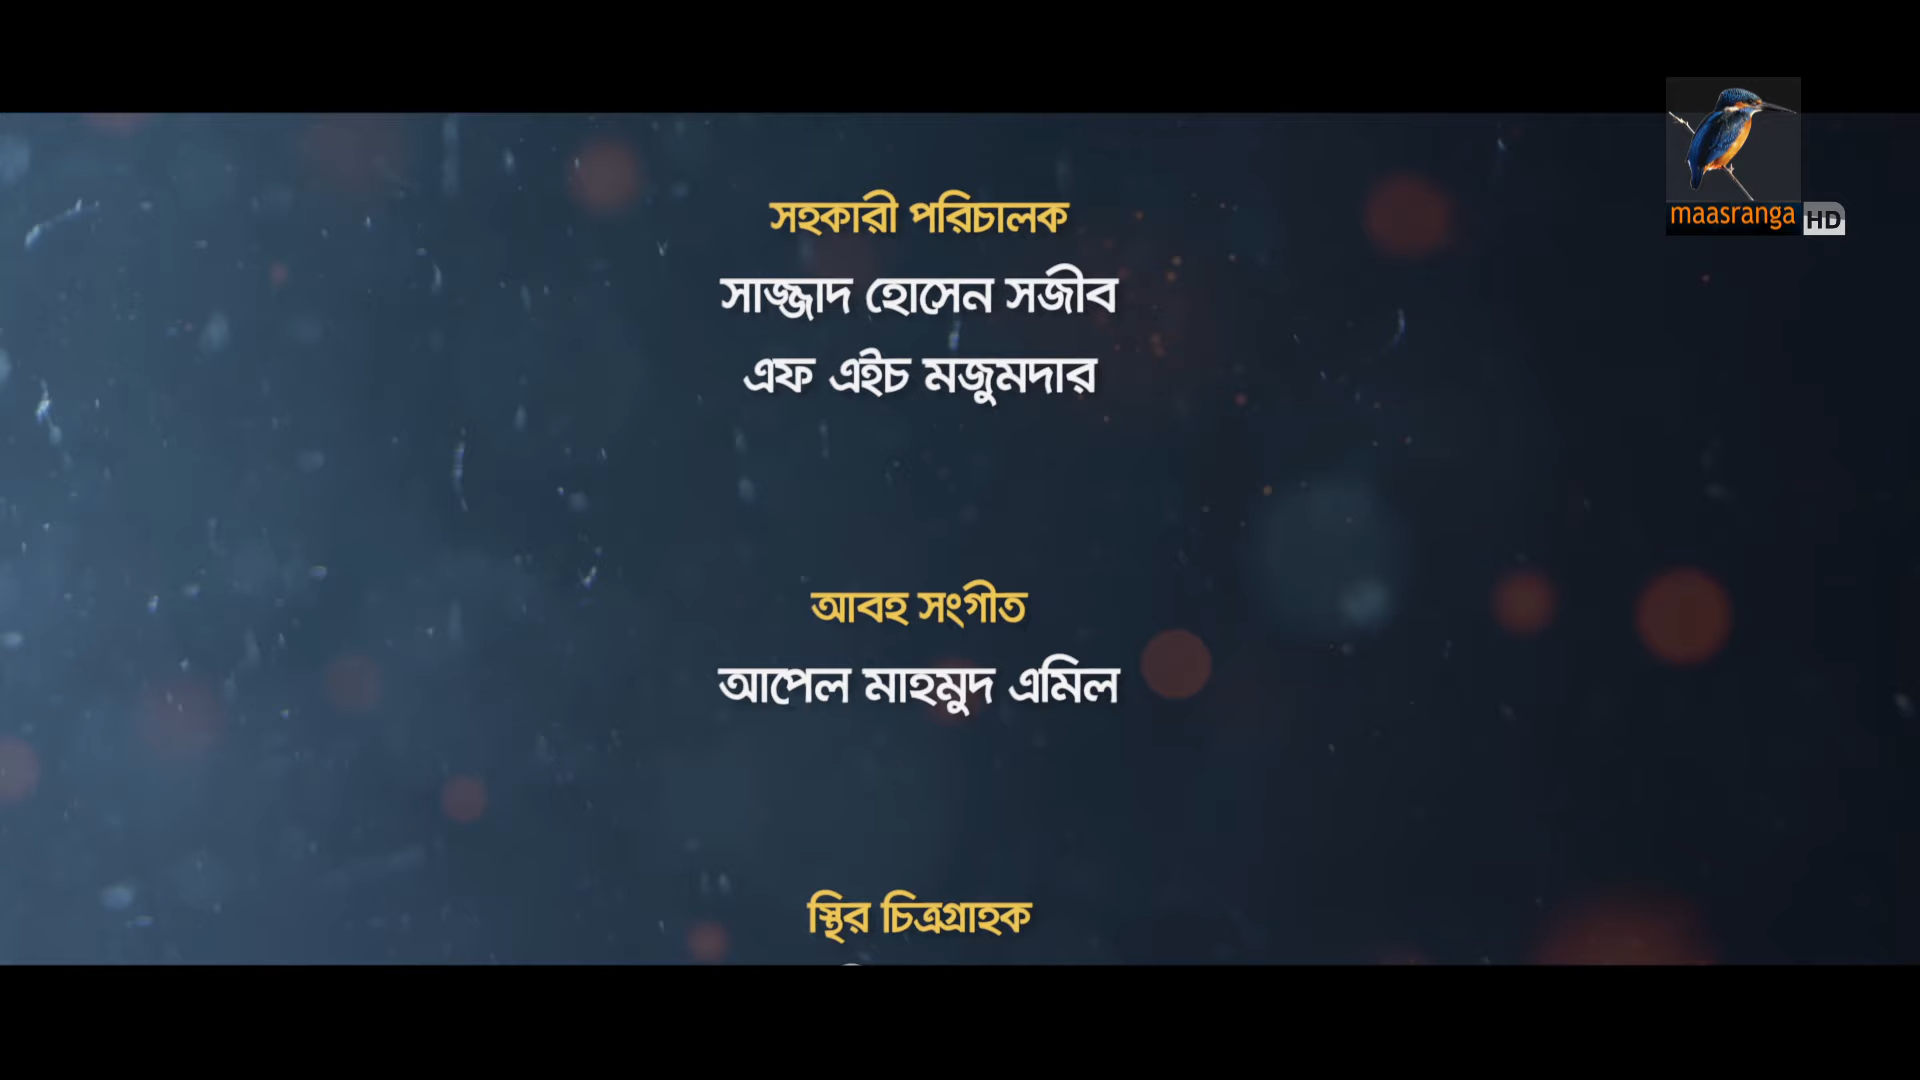 maasranga HD
সহকারী পরিচালক
সাজ্জাদ হোসেন সজীব
এফ এইচ মজুমদার
আবহ সংগীত
আপেল মাহমুদ এমিল
স্থির চিত্রগ্রাহক